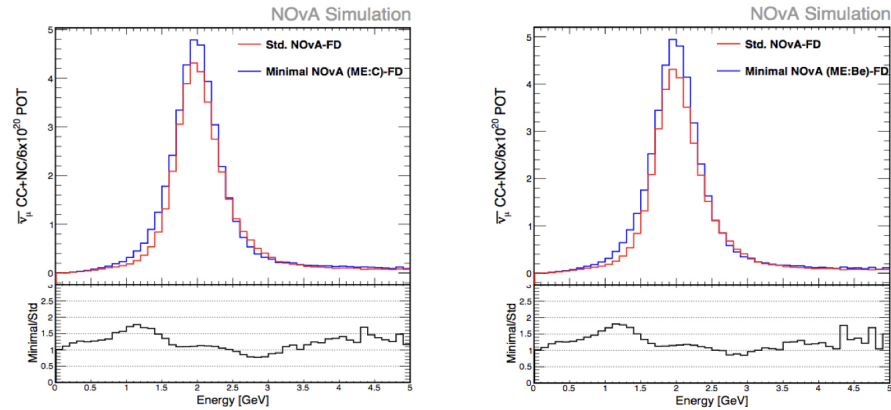 NOvA Simulation
Std. NOvA-FD
Minimal NOvA (ME:C)-FD
ν̅μ CC+NC/6x10²⁰ POT
5
4
3
2
1
0
Minimal/Std
3
2.5
2
1.5
1
0.5
0
0 0.5 1 1.5 2 2.5 3 3.5 4 4.5 5
Energy [GeV]
NOvA Simulation
Std. NOvA-FD
Minimal NOvA (ME:Be)-FD
ν̅μ CC+NC/6x10²⁰ POT
5
4
3
2
1
0
Minimal/Std
3
2.5
2
1.5
1
0.5
0
0 0.5 1 1.5 2 2.5 3 3.5 4 4.5 5
Energy [GeV]